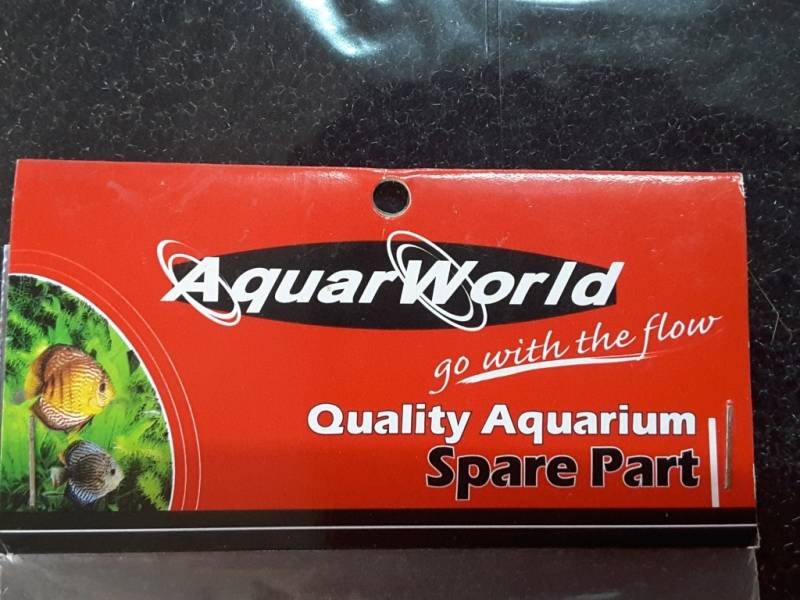 AquarWorld
go with the flow
Quality Aquarium
Spare Part